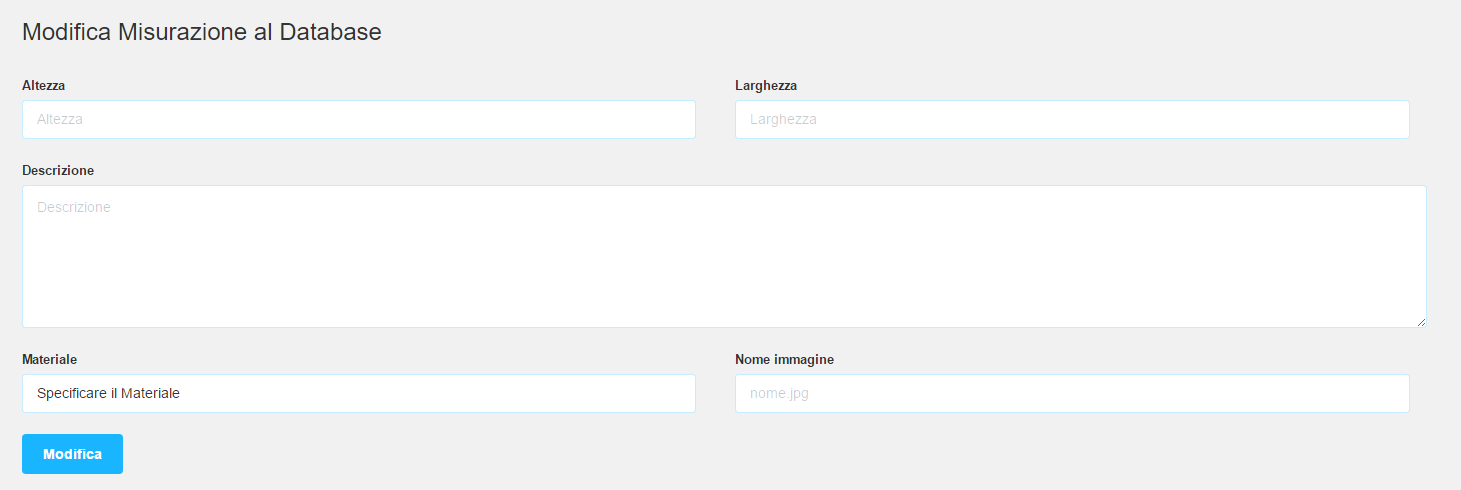 Modifica Misurazione al Database
Altezza
Larghezza
Altezza
Larghezza
Descrizione
Descrizione
Materiale
Nome immagine
Specificare il Materiale
nome.jpg
Modifica